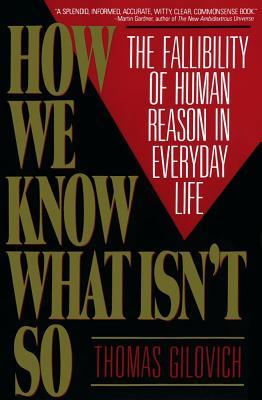 "A SPLENDID, INFORMED, ACCURATE, WITTY, CLEAR, COMMONSENSE BOOK."
—Martin Gardner, author of The New Ambidextrous Universe
HOW
WE
KNOW
WHAT ISN'T
SO
THE FALLIBILITY
OF HUMAN
REASON IN
EVERYDAY
LIFE
THOMAS GILOVICH